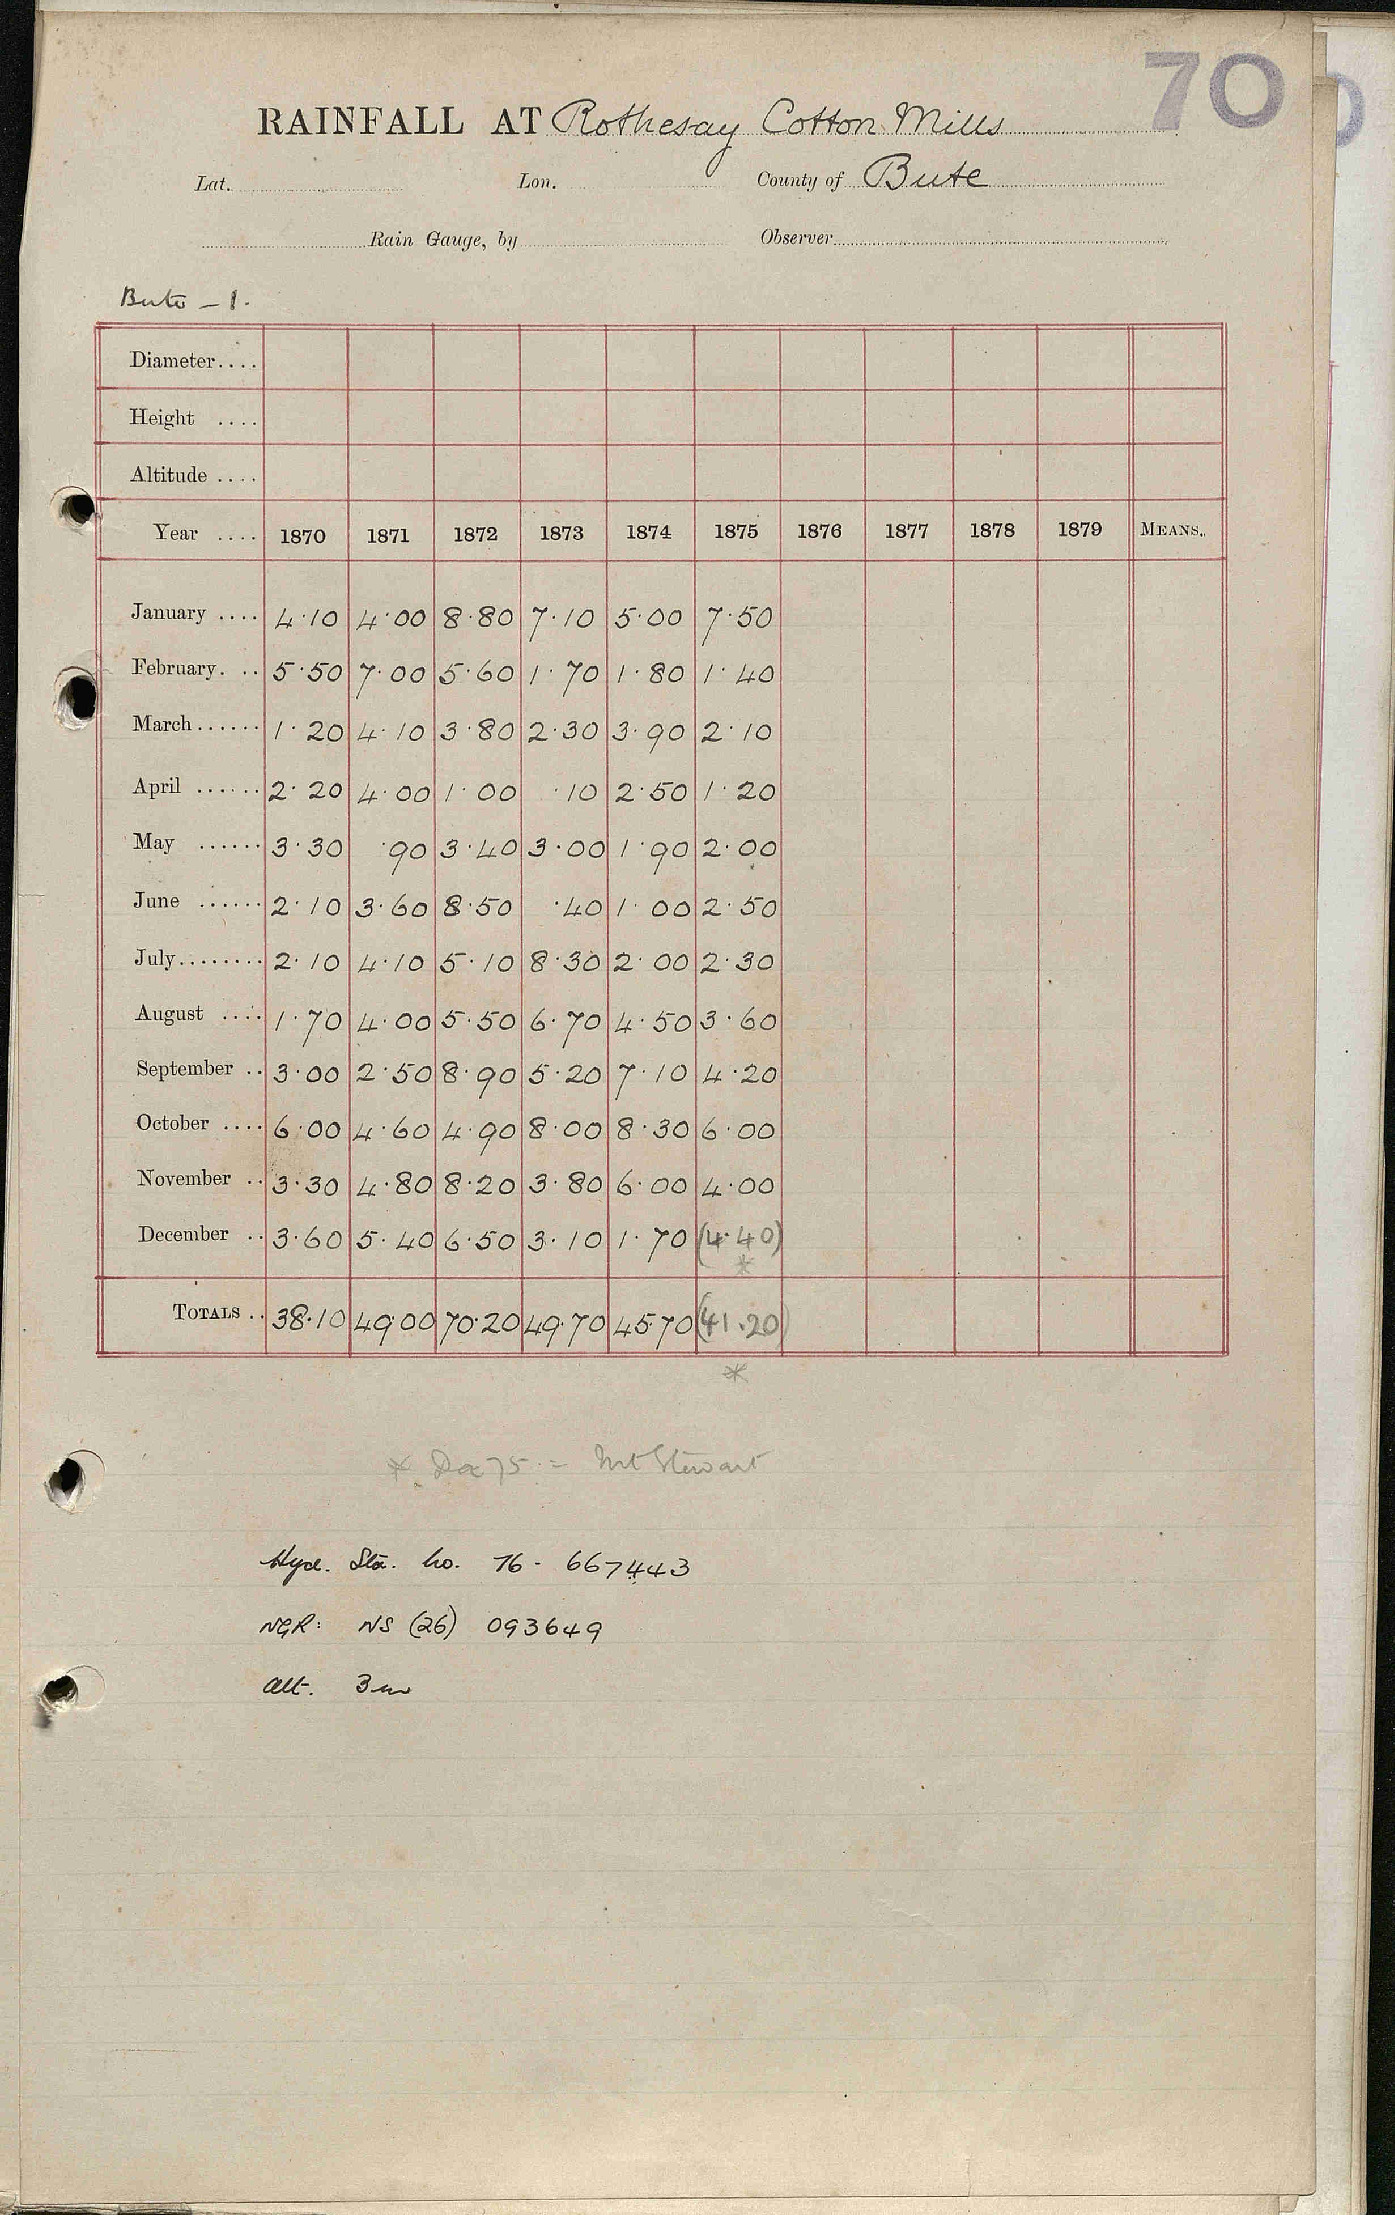 70
RAINFALL AT Rothesay Cotton Mills
Lat. Lon. County of Bute
Rain Gauge, by Observer
Bute - 1.
Diameter....
Height ....
Altitude ....
Year .... 1870 1871 1872 1873 1874 1875 1876 1877 1878 1879 MEANS.
January .... 4.10 4.00 8.80 7.10 5.00 7.50
February. .. 5.50 7.00 5.60 1.70 1.80 1.40
March...... 1.20 4.10 3.80 2.30 3.90 2.10
April ...... 2.20 4.00 1.00 .10 2.50 1.20
May ...... 3.30 .90 3.40 3.00 1.90 2.00
June ...... 2.10 3.60 8.50 .40 1.00 2.50
July........ 2.10 4.10 5.10 8.30 2.00 2.30
August .... 1.70 4.00 5.50 6.70 4.50 3.60
September .. 3.00 2.50 8.90 5.20 7.10 4.20
October .... 6.00 4.60 4.90 8.00 8.30 6.00
November .. 3.30 4.80 8.20 3.80 6.00 4.00
December .. 3.60 5.40 6.50 3.10 1.70 (4.40)
*
TOTALS .. 38.10 49.00 70.20 49.70 45.70 (41.20)
*
* Dec 75 = Mt Stewart
Hyd. Sta. No. 76 - 667443
NGR: NS (26) 093649
Alt. 3m